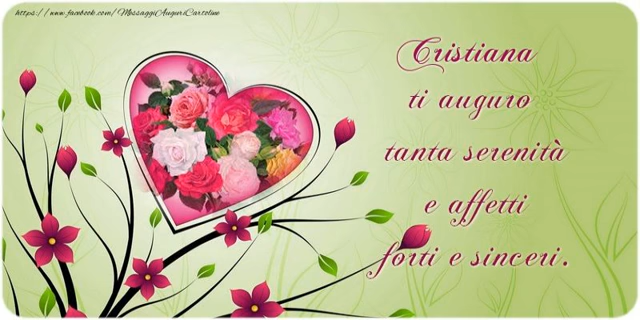 https://www.facebook.com/MessaggiAuguriCartoline
Cristiana
ti auguro
tanta serenità
e affetti
forti e sinceri.